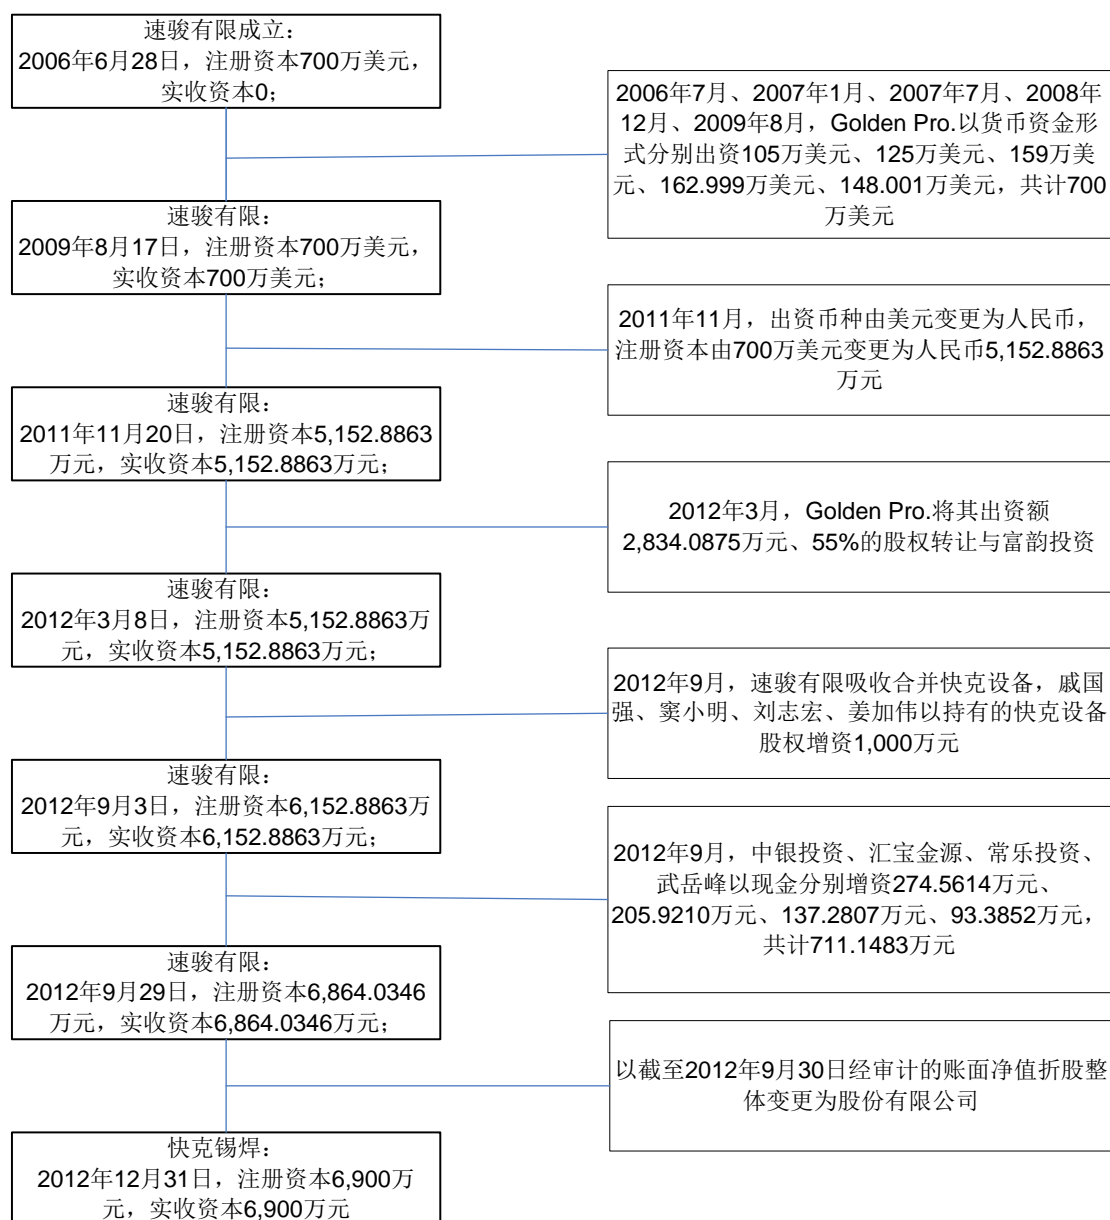 速骏有限成立：
2006年6月28日，注册资本700万美元，
实收资本0；
2006年7月、2007年1月、2007年7月、2008年
12月、2009年8月，Golden Pro.以货币资金形
式分别出资105万美元、125万美元、159万美
元、162.999万美元、148.001万美元，共计700
万美元
速骏有限：
2009年8月17日，注册资本700万美元，
实收资本700万美元；
2011年11月，出资币种由美元变更为人民币，
注册资本由700万美元变更为人民币5,152.8863
万元
速骏有限：
2011年11月20日，注册资本5,152.8863
万元，实收资本5,152.8863万元；
2012年3月，Golden Pro.将其出资额
2,834.0875万元、55%的股权转让与富韵投资
速骏有限：
2012年3月8日，注册资本5,152.8863万
元，实收资本5,152.8863万元；
2012年9月，速骏有限吸收合并快克设备，戚国
强、窦小明、刘志宏、姜加伟以持有的快克设备
股权增资1,000万元
速骏有限：
2012年9月3日，注册资本6,152.8863万
元，实收资本6,152.8863万元；
2012年9月，中银投资、汇宝金源、常乐投资、
武岳峰以现金分别增资274.5614万元、
205.9210万元、137.2807万元、93.3852万元，
共计711.1483万元
速骏有限：
2012年9月29日，注册资本6,864.0346
万元，实收资本6,864.0346万元；
以截至2012年9月30日经审计的账面净值折股整
体变更为股份有限公司
快克锡焊：
2012年12月31日，注册资本6,900万
元，实收资本6,900万元